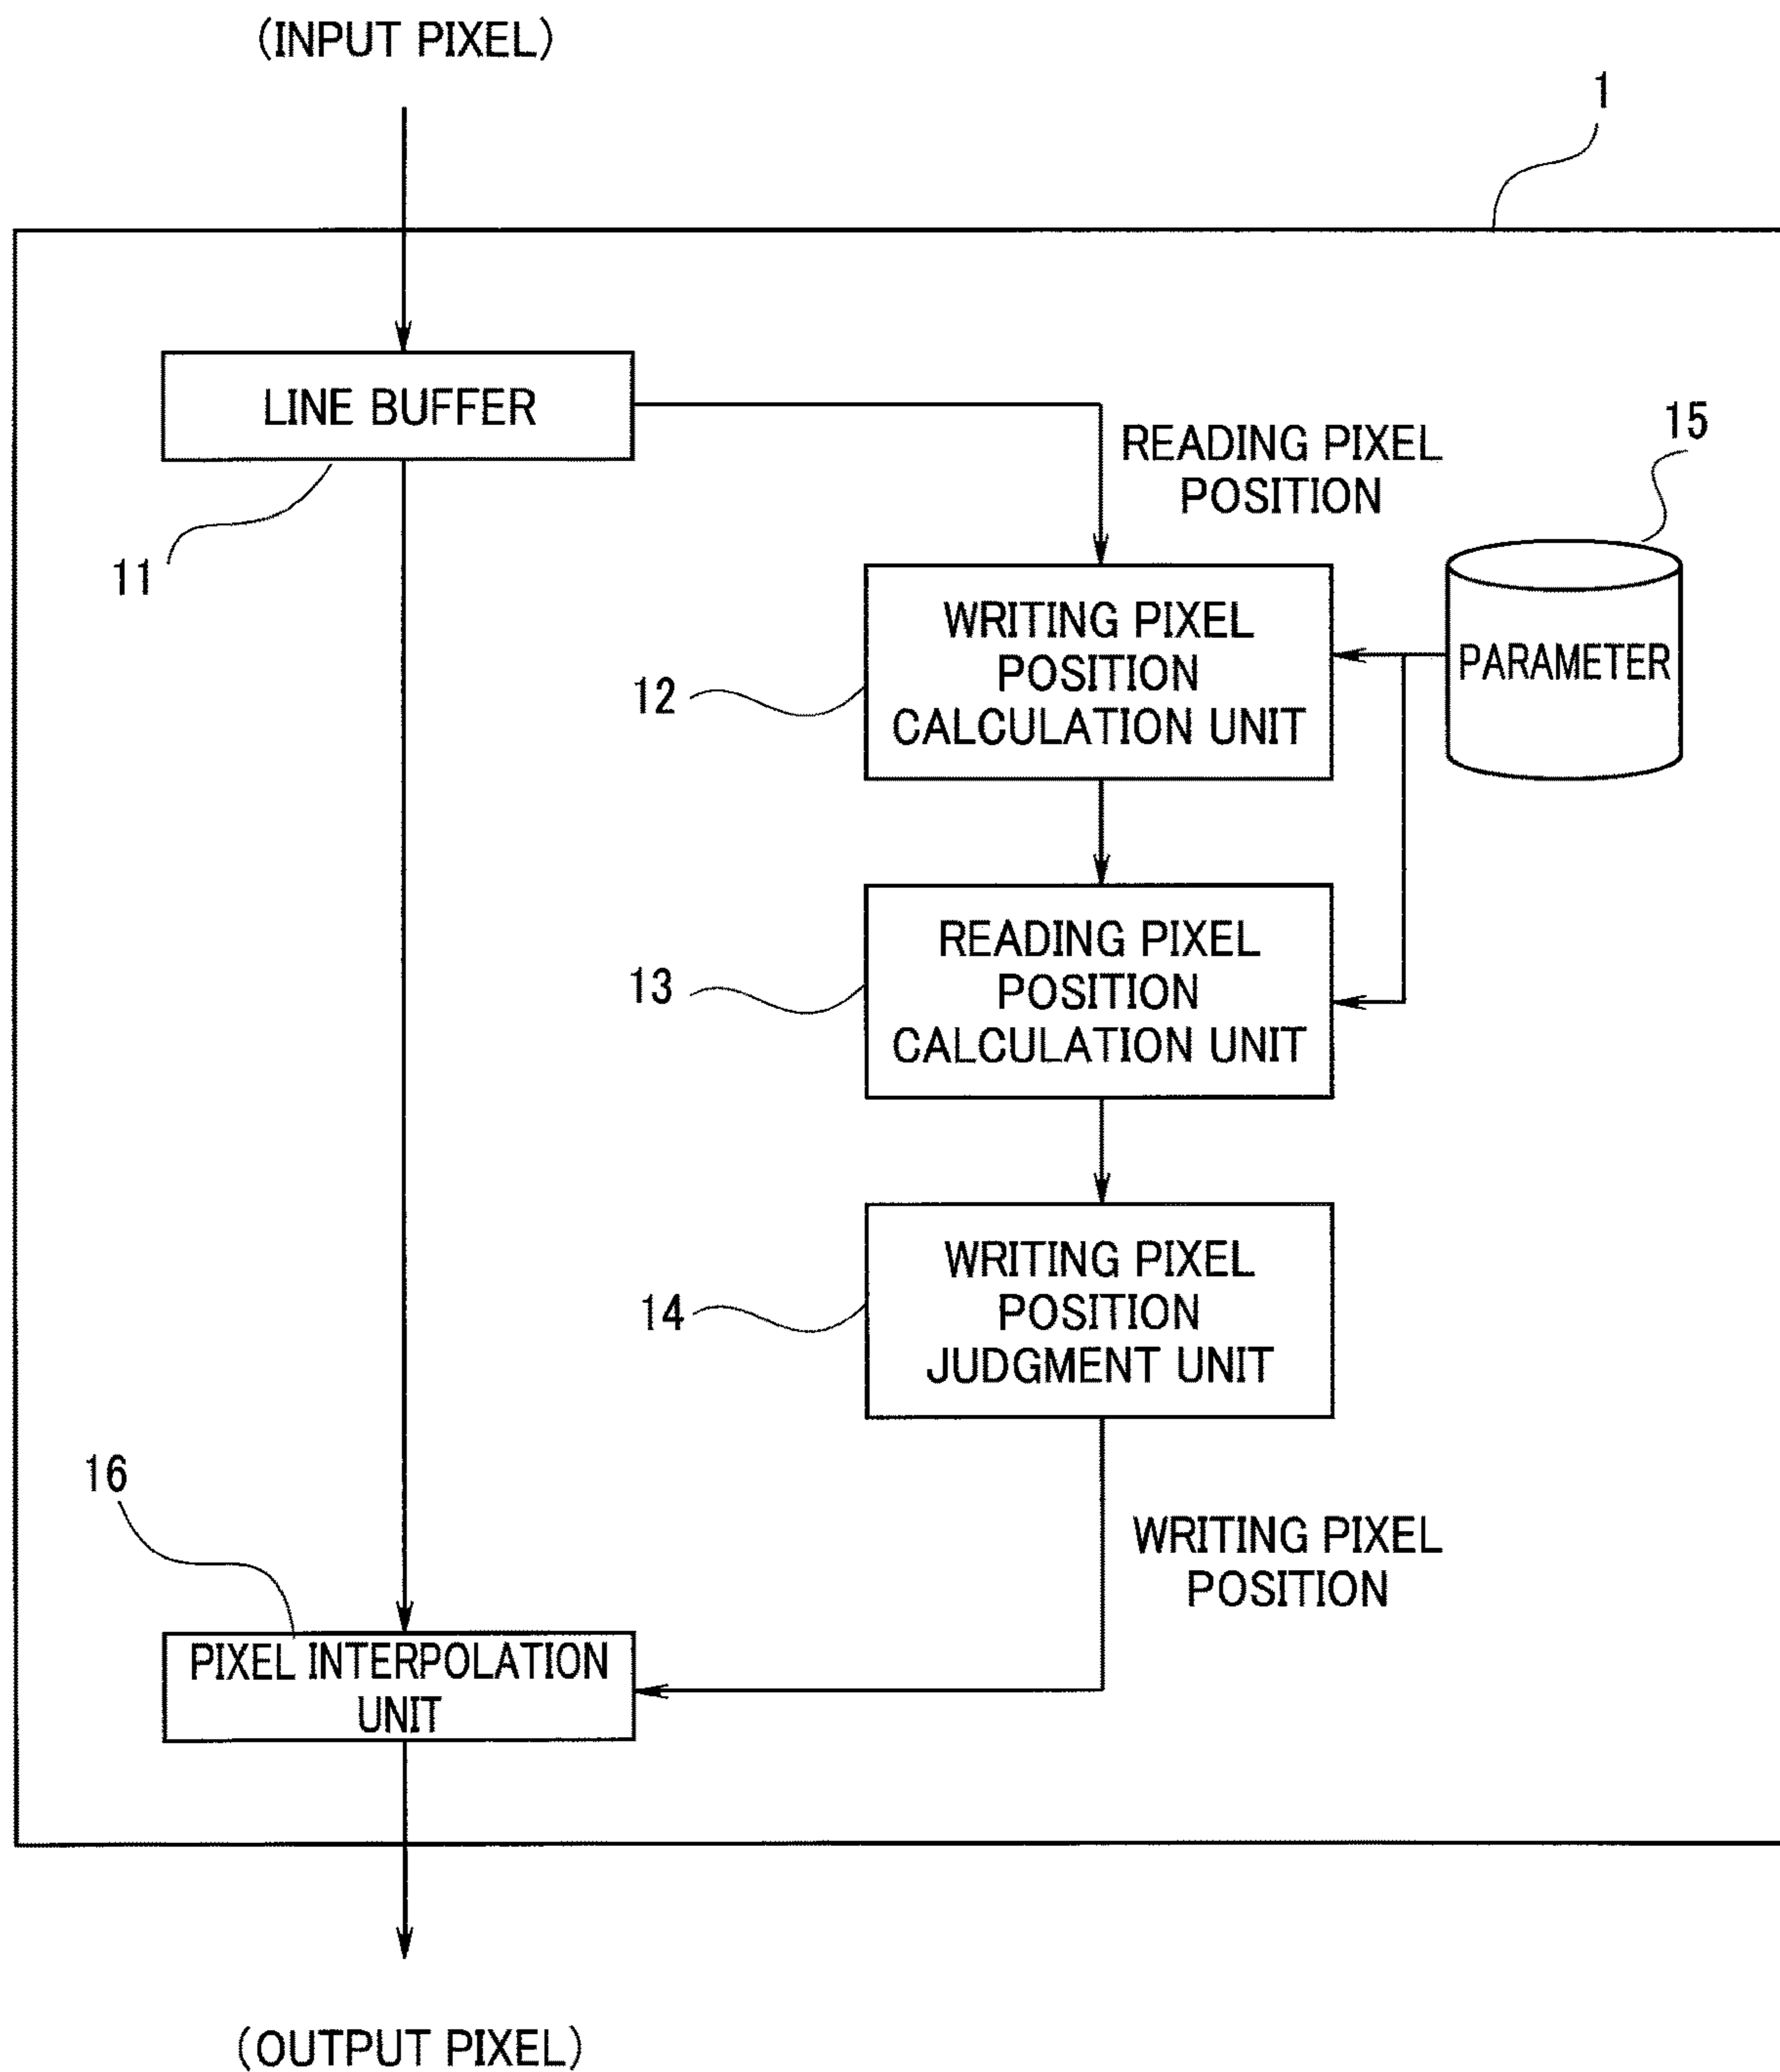 (INPUT PIXEL)
1
LINE BUFFER
11
READING PIXEL
POSITION
15
WRITING PIXEL
POSITION
CALCULATION UNIT
12
PARAMETER
READING PIXEL
POSITION
CALCULATION UNIT
13
WRITING PIXEL
POSITION
JUDGMENT UNIT
14
16
WRITING PIXEL
POSITION
PIXEL INTERPOLATION
UNIT
(OUTPUT PIXEL)